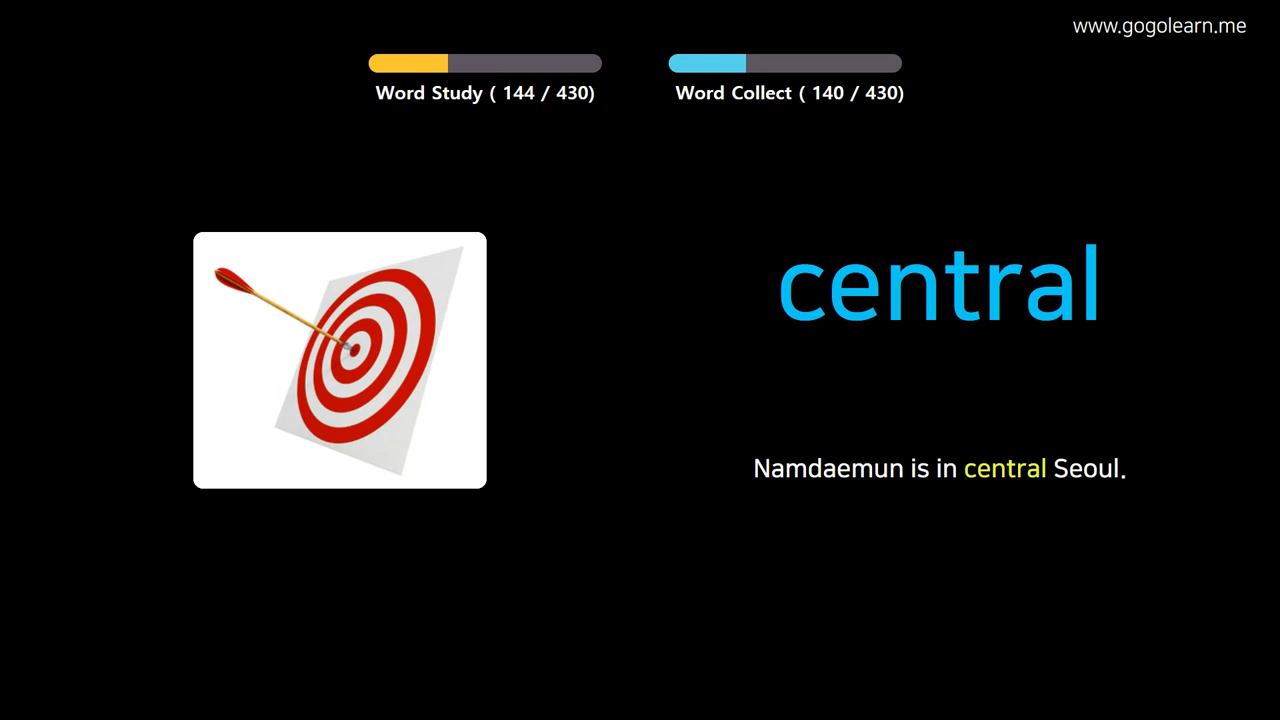 www.gogolearn.me
Word Study ( 144 / 430)
Word Collect ( 140 / 430)
central
Namdaemun is in central Seoul.